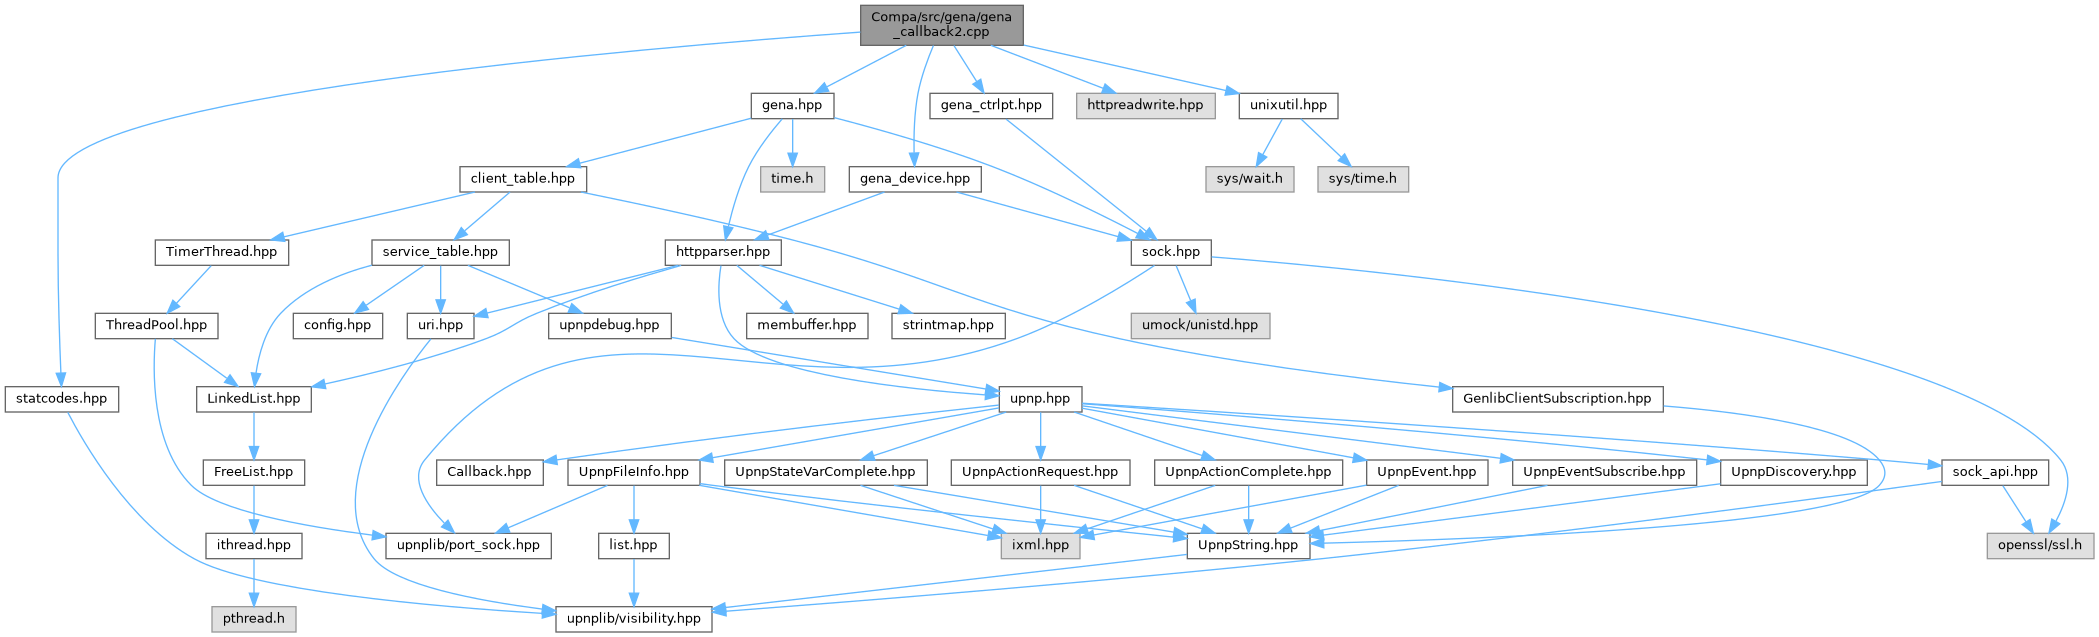 Compa/src/gena/gena
_callback2.cpp
gena.hpp
gena_ctrlpt.hpp
httpreadwrite.hpp
unixutil.hpp
client_table.hpp
time.h
gena_device.hpp
sys/wait.h
sys/time.h
TimerThread.hpp
service_table.hpp
httpparser.hpp
sock.hpp
ThreadPool.hpp
config.hpp
uri.hpp
upnpdebug.hpp
membuffer.hpp
strintmap.hpp
umock/unistd.hpp
statcodes.hpp
LinkedList.hpp
upnp.hpp
GenlibClientSubscription.hpp
FreeList.hpp
Callback.hpp
UpnpFileInfo.hpp
UpnpStateVarComplete.hpp
UpnpActionRequest.hpp
UpnpActionComplete.hpp
UpnpEvent.hpp
UpnpEventSubscribe.hpp
UpnpDiscovery.hpp
sock_api.hpp
ithread.hpp
upnplib/port_sock.hpp
list.hpp
ixml.hpp
UpnpString.hpp
openssl/ssl.h
pthread.h
upnplib/visibility.hpp